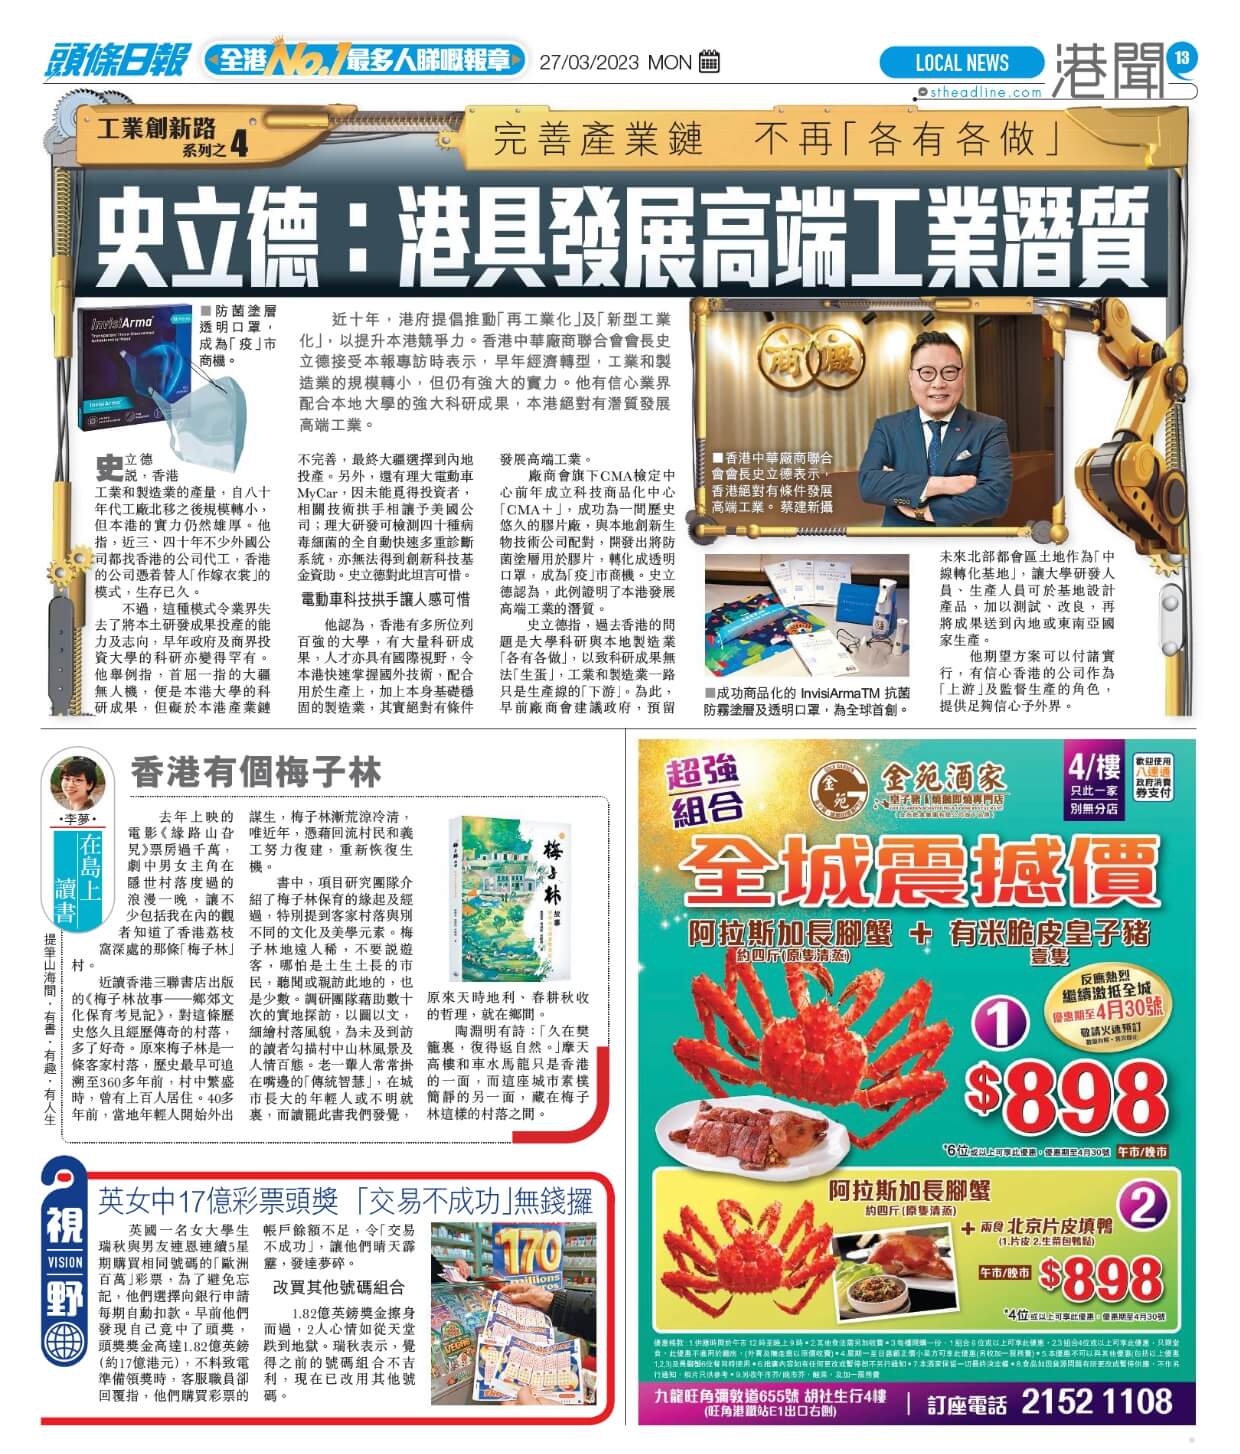 頭條日報
全港No.1最多人睇嘅報章
27/03/2023 MON
LOCAL NEWS
港聞
13
stheadline.com
工業創新路
系列之4
完善產業鏈 不再「各有各做」
史立德：港具發展高端工業潛質
InvisiArma
■防菌塗層
透明口罩，
成為「疫」市
商機。
近十年，港府提倡推動「再工業化」及「新型工業
化」，以提升本港競爭力。香港中華廠商聯合會會長史
立德接受本報專訪時表示，早年經濟轉型，工業和製
造業的規模轉小，但仍有強大的實力。他有信心業界
配合本地大學的強大科研成果，本港絕對有潛質發展
高端工業。
史立德
說，香港
工業和製造業的產量，自八十
年代工廠北移之後規模轉小，
但本港的實力仍然雄厚。他
指，近三、四十年不少外國公
司都找香港的公司代工，香港
的公司憑着替人「作嫁衣裳」的
模式，生存已久。
不過，這種模式令業界失
去了將本土研發成果投產的能
力及志向，早年政府及商界投
資大學的科研亦變得罕有。
他舉例指，首屈一指的大疆
無人機，便是本港大學的科
研成果，但礙於本港產業鏈
不完善，最終大疆選擇到內地
投產。另外，還有理大電動車
MyCar，因未能覓得投資者，
相關技術拱手相讓予美國公
司；理大研發可檢測四十種病
毒細菌的全自動快速多重診斷
系統，亦無法得到創新科技基
金資助。史立德對此坦言可惜。
電動車科技拱手讓人感可惜
他認為，香港有多所位列
百強的大學，有大量科研成
果，人才亦具有國際視野，令
本港快速掌握國外技術，配合
用於生產上，加上本身基礎穩
固的製造業，其實絕對有條件
發展高端工業。
廠商會旗下CMA檢定中
心前年成立科技商品化中心
「CMA＋」，成功為一間歷史
悠久的膠片廠，與本地創新生
物技術公司配對，開發出將防
菌塗層用於膠片，轉化成透明
口罩，成為「疫」市商機。史立
德認為，此例證明了本港發展
高端工業的潛質。
史立德指，過去香港的問
題是大學科研與本地製造業
「各有各做」，以致科研成果無
法「生蛋」，工業和製造業一路
只是生產線的「下游」。為此，
早前廠商會建議政府，預留
商 廠
■香港中華廠商聯合
會會長史立德表示，
香港絕對有條件發展
高端工業。 蔡建新攝
■成功商品化的 InvisiArmaTM 抗菌
防霧塗層及透明口罩，為全球首創。
未來北部都會區土地作為「中
線轉化基地」，讓大學研發人
員、生產人員可於基地設計
產品，加以測試、改良，再
將成果送到內地或東南亞國
家生產。
他期望方案可以付諸實
行，有信心香港的公司作為
「上游」及監督生產的角色，
提供足夠信心予外界。
•李夢•
在島上
讀書
提筆山海間·有書·有趣·有人生
香港有個梅子林
去年上映的
電影《緣路山旮
旯》票房過千萬，
劇中男女主角在
隱世村落度過的
浪漫一晚，讓不
少包括我在內的觀
者知道了香港荔枝
窩深處的那條「梅子林」
村。
近讀香港三聯書店出版
的《梅子林故事——鄉郊文
化保育考見記》，對這條歷
史悠久且經歷傳奇的村落，
多了好奇。原來梅子林是一
條客家村落，歷史最早可追
溯至360多年前，村中繁盛
時，曾有上百人居住。40多
年前，當地年輕人開始外出
謀生，梅子林漸荒涼冷清，
唯近年，憑藉回流村民和義
工努力復建，重新恢復生
機。
書中，項目研究團隊介
紹了梅子林保育的緣起及經
過，特別提到客家村落與別
不同的文化及美學元素。梅
子林地遠人稀，不要說遊
客，哪怕是土生土長的市
民，聽聞或親訪此地的，也
是少數。調研團隊藉助數十
次的實地探訪，以圖以文，
細繪村落風貌，為未及到訪
的讀者勾描村中山林風景及
人情百態。老一輩人常常掛
在嘴邊的「傳統智慧」，在城
市長大的年輕人或不明就
裏，而讀罷此書我們發覺，
梅子林
故事
原來天時地利、春耕秋收
的哲理，就在鄉間。
陶淵明有詩：「久在樊
籠裏，復得返自然。」摩天
高樓和車水馬龍只是香港
的一面，而這座城市素樸
簡靜的另一面，藏在梅子
林這樣的村落之間。
視
VISION
野
英女中17億彩票頭獎 「交易不成功」無錢攞
英國一名女大學生
瑞秋與男友連恩連續5星
期購買相同號碼的「歐洲
百萬」彩票，為了避免忘
記，他們選擇向銀行申請
每期自動扣款。早前他們
發現自己竟中了頭獎，
頭獎獎金高達1.82億英鎊
(約17億港元)，不料致電
準備領獎時，客服職員卻
回覆指，他們購買彩票的
帳戶餘額不足，令「交易
不成功」，讓他們晴天霹
靂，發達夢碎。
改買其他號碼組合
1.82億英鎊獎金擦身
而過，2人心情如從天堂
跌到地獄。瑞秋表示，覺
得之前的號碼組合不吉
利，現在已改用其他號
碼。
170
millions
超強
組合
金苑
金苑酒家
皇子豬燒鵝即燒專門店
4/樓
只此一家
別無分店
歡迎使用
八達通
政府消費
券支付
全城震撼價
阿拉斯加長腳蟹 ＋ 有米脆皮皇子豬
約四斤(原隻清蒸)
壹隻
反應熱烈
繼續激抵全城
優惠期至4月30號
敬請火速預訂
1
$898
*6位或以上可享此優惠，優惠期至4月30號 午市/晚市
阿拉斯加長腳蟹
約四斤(原隻清蒸)
2
＋ 兩食 北京片皮填鴨
(1.片皮 2.生菜包鴨鬆)
午市/晚市 $898
*4位或以上可享此優惠，優惠期至4月30號
九龍旺角彌敦道655號 胡社生行4樓
(旺角港鐵站E1出口右側)
訂座電話 2152 1108